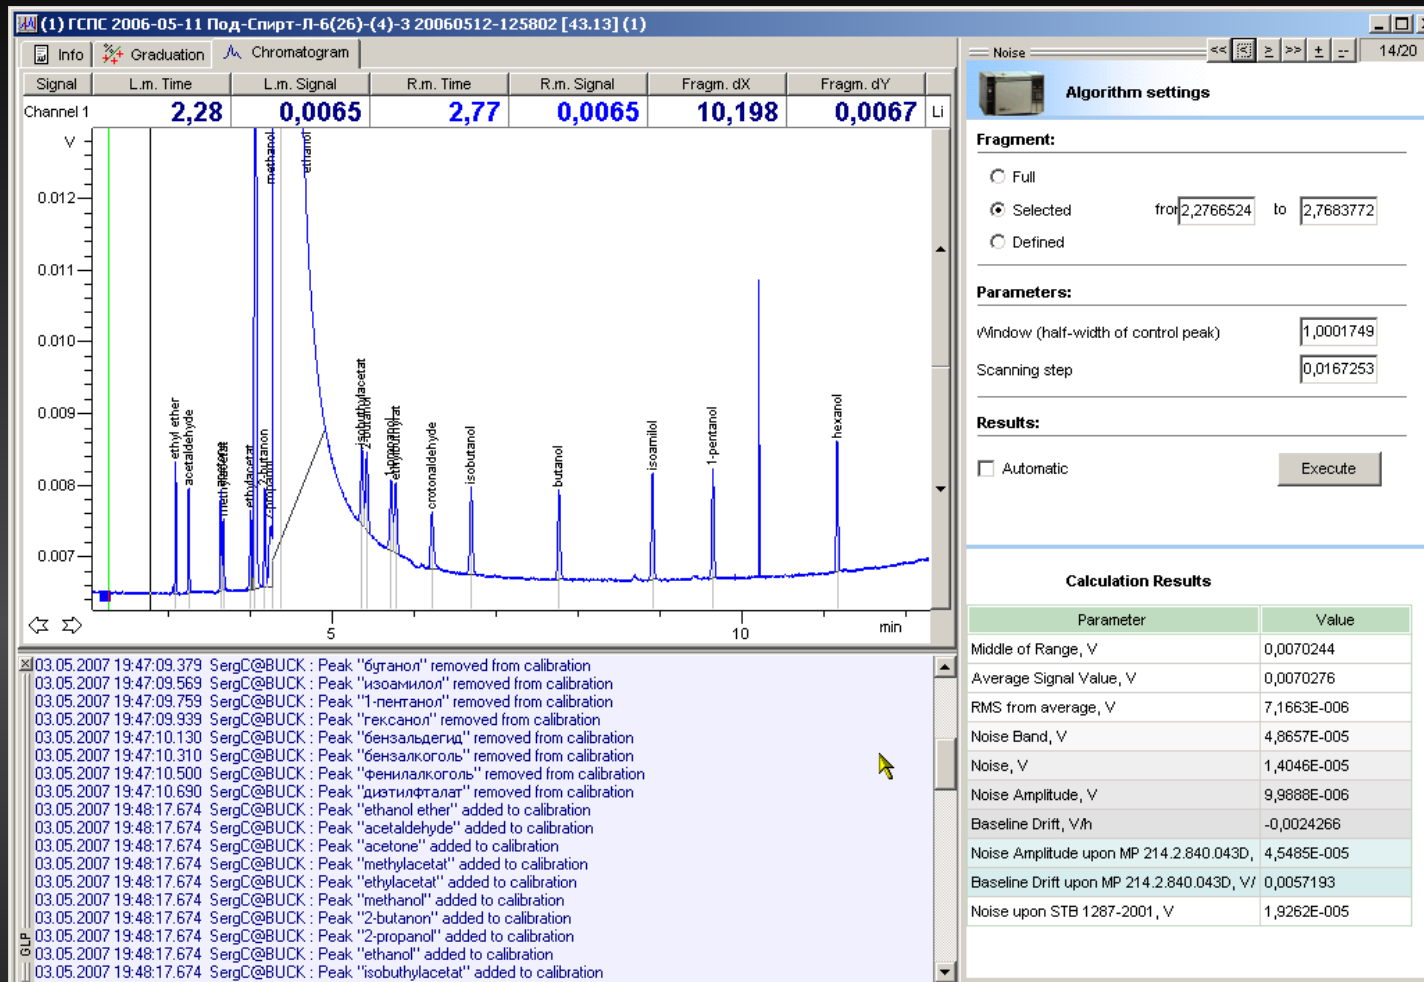 (1) ГСПС 2006-05-11 Под-Спирт-Л-6(26)-(4)-3 20060512-125802 [43.13] (1)
Info Graduation Chromatogram
Signal L.m. Time L.m. Signal R.m. Time R.m. Signal Fragm. dX Fragm. dY
Channel 1 2,28 0,0065 2,77 0,0065 10,198 0,0067 Li
V
0.012
0.011
0.010
0.009
0.008
0.007
ethyl ether
acetaldehyde
methylacetat
ethylacetat
2-butanon
2-propanol
methanol
ethanol
isobuthylacetat
2-butanol
1-propanol
ethylbuthyrat
crotonaldehyde
isobutanol
butanol
isoamilol
1-pentanol
hexanol
5 10 min
03.05.2007 19:47:09.379 SergC@BUCK : Peak "бутанол" removed from calibration
03.05.2007 19:47:09.569 SergC@BUCK : Peak "изоамилол" removed from calibration
03.05.2007 19:47:09.759 SergC@BUCK : Peak "1-пентанол" removed from calibration
03.05.2007 19:47:09.939 SergC@BUCK : Peak "гексанол" removed from calibration
03.05.2007 19:47:10.130 SergC@BUCK : Peak "бензальдегид" removed from calibration
03.05.2007 19:47:10.310 SergC@BUCK : Peak "бензалкоголь" removed from calibration
03.05.2007 19:47:10.500 SergC@BUCK : Peak "фенилалкоголь" removed from calibration
03.05.2007 19:47:10.690 SergC@BUCK : Peak "диэтилфталат" removed from calibration
03.05.2007 19:48:17.674 SergC@BUCK : Peak "ethanol ether" added to calibration
03.05.2007 19:48:17.674 SergC@BUCK : Peak "acetaldehyde" added to calibration
03.05.2007 19:48:17.674 SergC@BUCK : Peak "acetone" added to calibration
03.05.2007 19:48:17.674 SergC@BUCK : Peak "methylacetat" added to calibration
03.05.2007 19:48:17.674 SergC@BUCK : Peak "ethylacetat" added to calibration
03.05.2007 19:48:17.674 SergC@BUCK : Peak "methanol" added to calibration
03.05.2007 19:48:17.674 SergC@BUCK : Peak "2-butanon" added to calibration
03.05.2007 19:48:17.674 SergC@BUCK : Peak "2-propanol" added to calibration
03.05.2007 19:48:17.674 SergC@BUCK : Peak "ethanol" added to calibration
03.05.2007 19:48:17.674 SergC@BUCK : Peak "isobuthylacetat" added to calibration
GLP
Noise << < > >> + -- 14/20
Algorithm settings
Fragment:
Full
Selected from 2,2766524 to 2,7683772
Defined
Parameters:
Window (half-width of control peak) 1,0001749
Scanning step 0,0167253
Results:
Automatic Execute
Calculation Results
Parameter Value
Middle of Range, V 0,0070244
Average Signal Value, V 0,0070276
RMS from average, V 7,1663E-006
Noise Band, V 4,8657E-005
Noise, V 1,4046E-005
Noise Amplitude, V 9,9888E-006
Baseline Drift, V/h -0,0024266
Noise Amplitude upon MP 214.2.840.043D, 4,5485E-005
Baseline Drift upon MP 214.2.840.043D, V/ 0,0057193
Noise upon STB 1287-2001, V 1,9262E-005